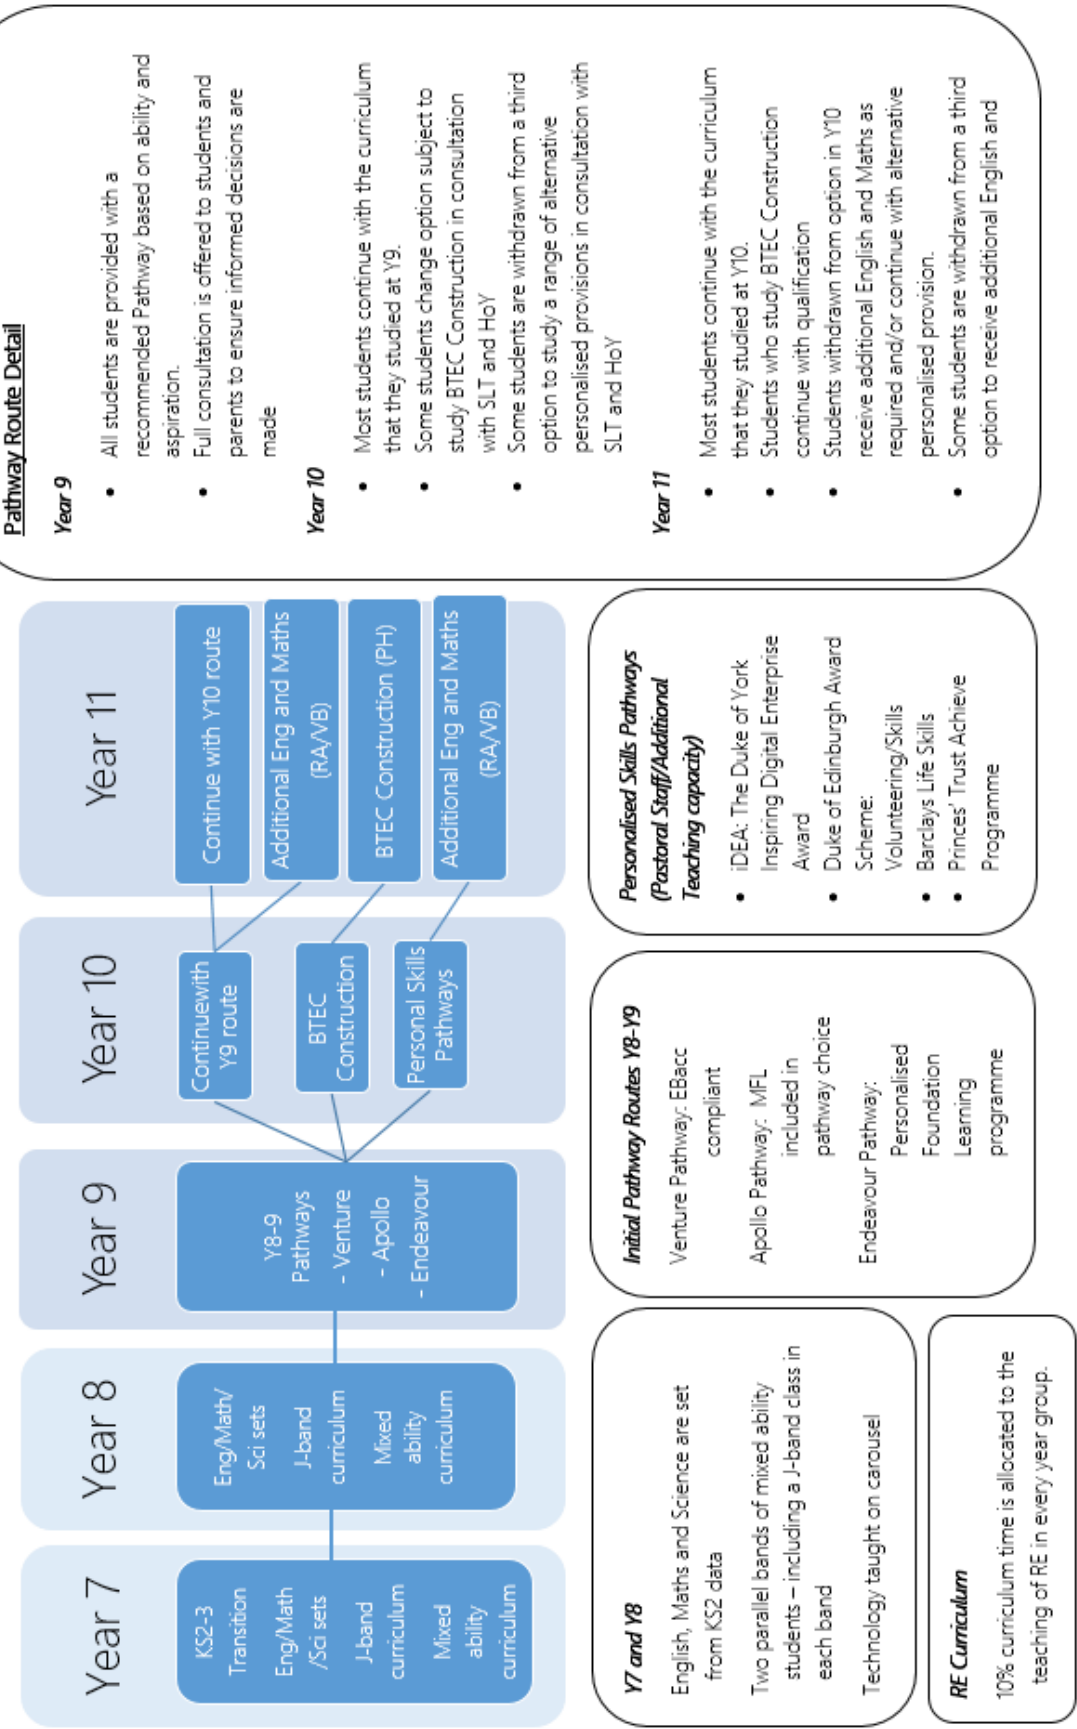 Year 7
KS2-3
Transition
Eng/Math
/Sci sets
J-band
curriculum
Mixed
ability
curriculum
Year 8
Eng/Math/
Sci sets
J-band
curriculum
Mixed
ability
curriculum
Year 9
Y8-9
Pathways
- Venture
- Apollo
- Endeavour
Year 10
Continuewith
Y9 route
BTEC
Construction
Personal Skills
Pathways
Year 11
Continue with Y10 route
Additional Eng and Maths
(RA/VB)
BTEC Construction (PH)
Additional Eng and Maths
(RA/VB)
Y7 and Y8
English, Maths and Science are set
from KS2 data
Two parallel bands of mixed ability
students – including a J-band class in
each band
Technology taught on carousel
RE Curriculum
10% curriculum time is allocated to the
teaching of RE in every year group.
Initial Pathway Routes Y8-Y9
Venture Pathway: EBacc
compliant
Apollo Pathway: MFL
included in
pathway choice
Endeavour Pathway:
Personalised
Foundation
Learning
programme
Personalised Skills Pathways
(Pastoral Staff/Additional
Teaching capacity)
• iDEA: The Duke of York
Inspiring Digital Enterprise
Award
• Duke of Edinburgh Award
Scheme:
Volunteering/Skills
• Barclays Life Skills
• Princes' Trust Achieve
Programme
Pathway Route Detail
Year 9
• All students are provided with a
recommended Pathway based on ability and
aspiration.
• Full consultation is offered to students and
parents to ensure informed decisions are
made
Year 10
• Most students continue with the curriculum
that they studied at Y9.
• Some students change option subject to
study BTEC Construction in consultation
with SLT and HoY
• Some students are withdrawn from a third
option to study a range of alternative
personalised provisions in consultation with
SLT and HoY
Year 11
• Most students continue with the curriculum
that they studied at Y10.
• Students who study BTEC Construction
continue with qualification
• Students withdrawn from option in Y10
receive additional English and Maths as
required and/or continue with alternative
personalised provision.
• Some students are withdrawn from a third
option to receive additional English and